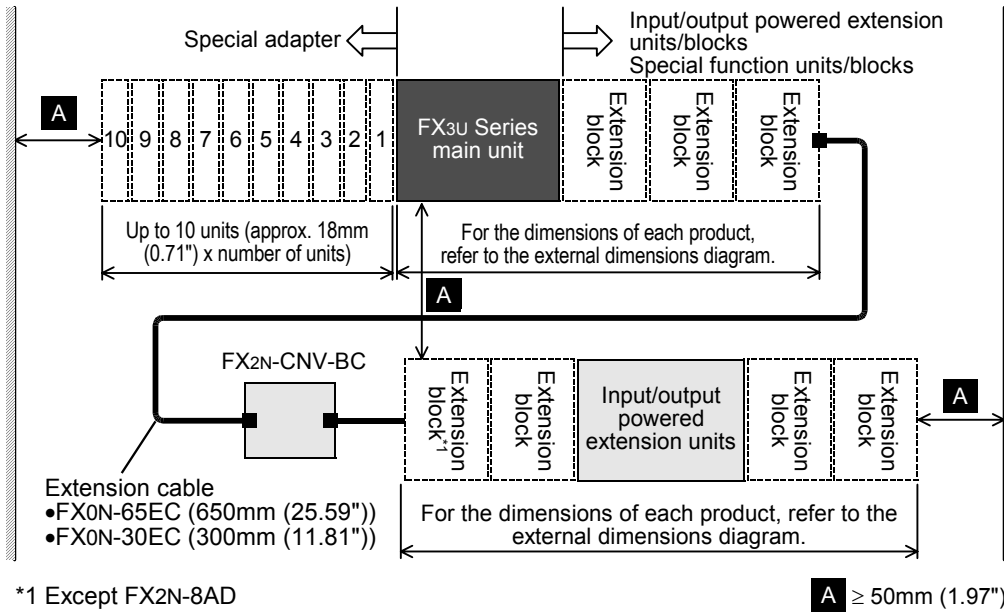 Special adapter
Input/output powered extension
units/blocks
Special function units/blocks
A
10 9 8 7 6 5 4 3 2 1
FX3U Series
main unit
Extension
block
Extension
block
Extension
block
Up to 10 units (approx. 18mm
(0.71") x number of units)
For the dimensions of each product,
refer to the external dimensions diagram.
A
FX2N-CNV-BC
Extension
block*1
Extension
block
Input/output
powered
extension units
Extension
block
Extension
block
A
Extension cable
•FX0N-65EC (650mm (25.59"))
•FX0N-30EC (300mm (11.81"))
For the dimensions of each product, refer to the
external dimensions diagram.
*1 Except FX2N-8AD
A ≥ 50mm (1.97")